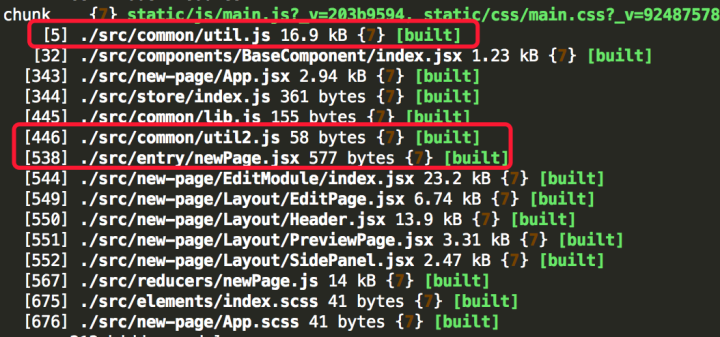 chunk {7} static/js/main.js?_v=203b9594, static/css/main.css?_v=92487578
[5] ./src/common/util.js 16.9 kB {7} [built]
[32] ./src/components/BaseComponent/index.jsx 1.23 kB {7} [built]
[343] ./src/new-page/App.jsx 2.94 kB {7} [built]
[344] ./src/store/index.js 361 bytes {7} [built]
[445] ./src/common/lib.js 155 bytes {7} [built]
[446] ./src/common/util2.js 58 bytes {7} [built]
[538] ./src/entry/newPage.jsx 577 bytes {7} [built]
[544] ./src/new-page/EditModule/index.jsx 23.2 kB {7} [built]
[549] ./src/new-page/Layout/EditPage.jsx 6.74 kB {7} [built]
[550] ./src/new-page/Layout/Header.jsx 13.9 kB {7} [built]
[551] ./src/new-page/Layout/PreviewPage.jsx 3.31 kB {7} [built]
[552] ./src/new-page/Layout/SidePanel.jsx 2.47 kB {7} [built]
[567] ./src/reducers/newPage.js 14 kB {7} [built]
[675] ./src/elements/index.scss 41 bytes {7} [built]
[676] ./src/new-page/App.scss 41 bytes {7} [built]